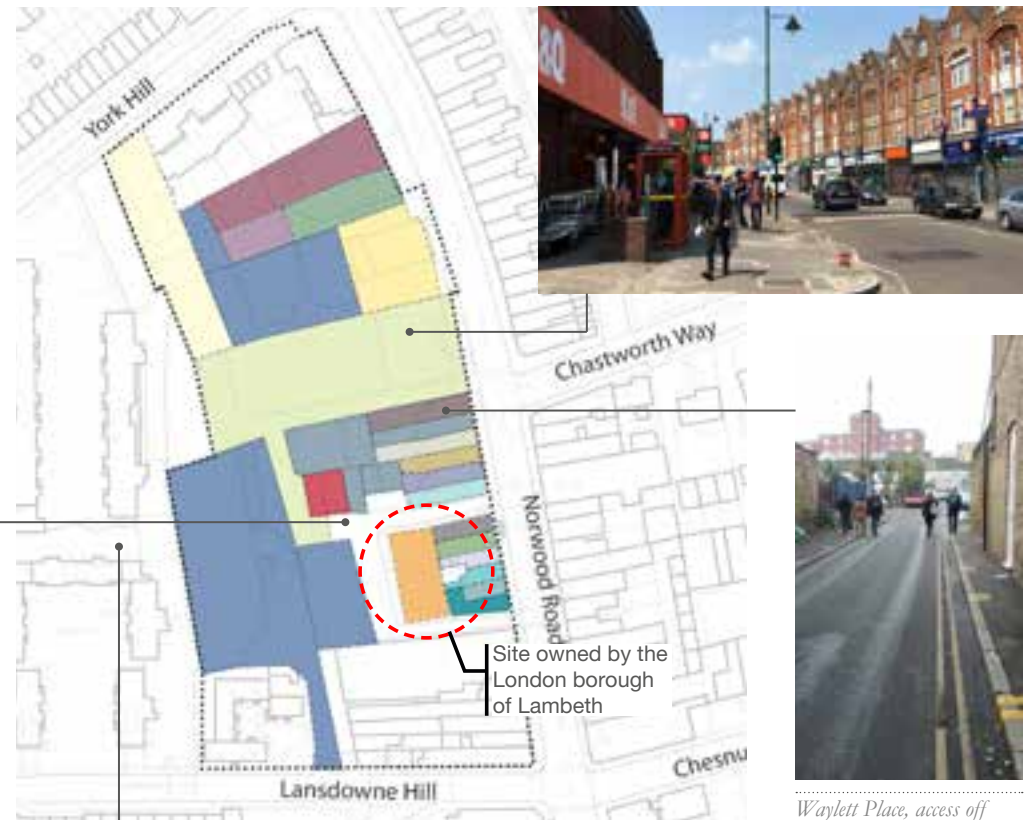 York Hill
Chastworth Way
Norwood Road
Site owned by the
London borough
of Lambeth
Chesnu
Lansdowne Hill
Waylett Place, access off